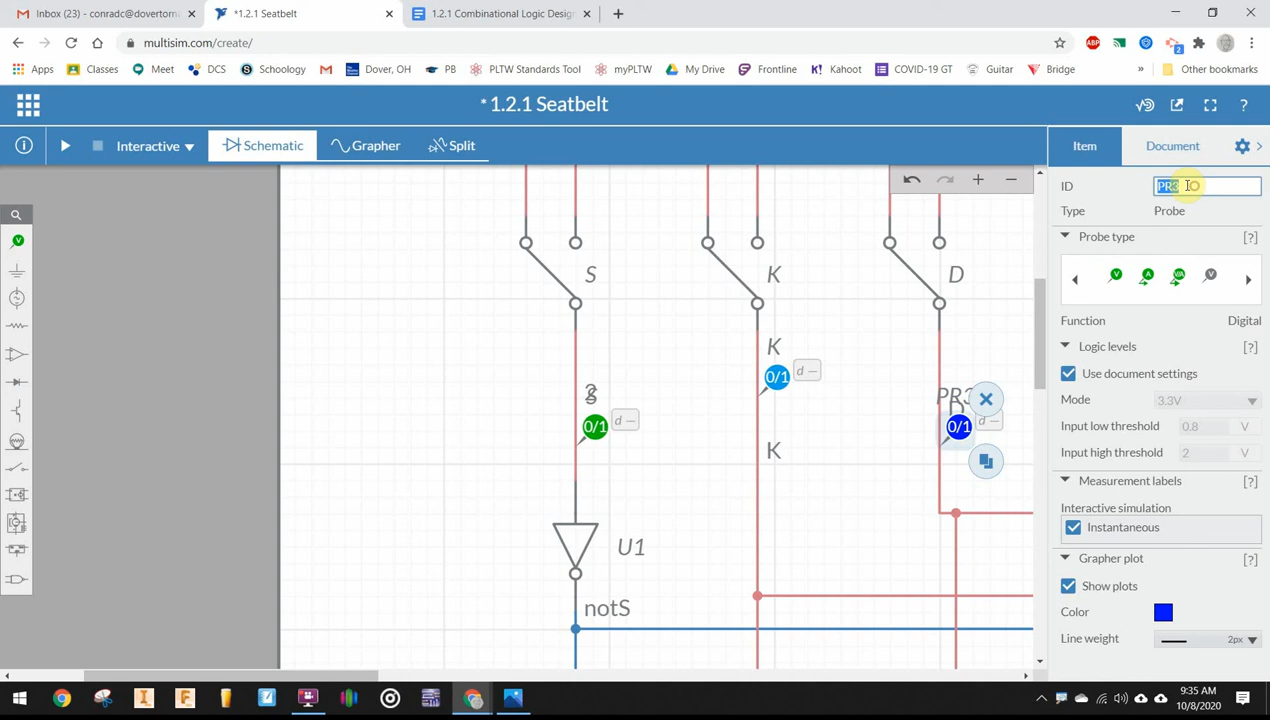 Inbox (23) - conradc@dovertorn
*1.2.1 Seatbelt
1.2.1 Combinational Logic Desig
multisim.com/create/
ABP
2
Apps
Classes
Meet
DCS
Schoology
Dover, OH
PB
PLTW Standards Tool
myPLTW
My Drive
Frontline
Kahoot
COVID-19 GT
Guitar
Bridge
»
Other bookmarks
* 1.2.1 Seatbelt
?
Interactive
Schematic
Grapher
Split
Item
Document
ID
PR3
Type
Probe
Probe type
[?]
V
A
V/A
V
Function
Digital
Logic levels
[?]
Use document settings
Mode
3.3V
Input low threshold
0.8
V
Input high threshold
2
V
Measurement labels
[?]
Interactive simulation
Instantaneous
Grapher plot
[?]
Show plots
Color
Line weight
2px
V
S
K
D
K
0/1
d --
PR3
D
0/1
d --
0/1
d --
K
U1
notS
9:35 AM
10/8/2020